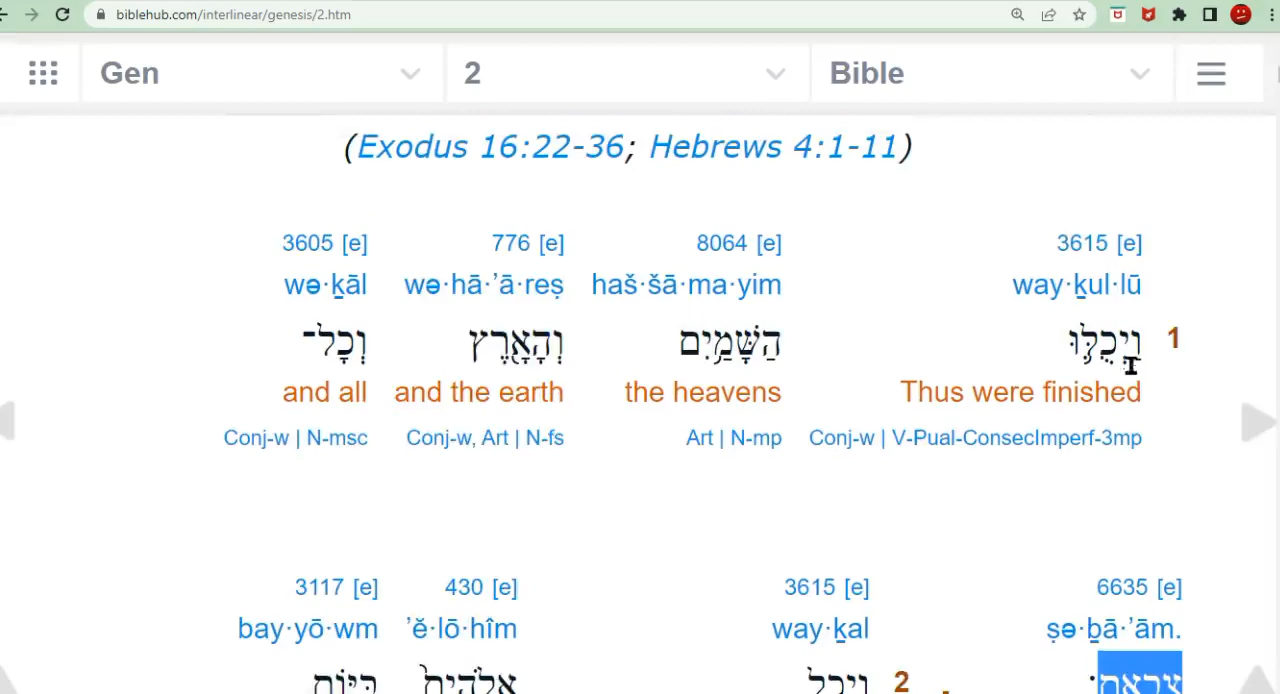 biblehub.com/interlinear/genesis/2.htm
Gen 2 Bible
(Exodus 16:22-36; Hebrews 4:1-11)
3605 [e] 776 [e] 8064 [e] 3615 [e]
wə·ḵāl wə·hā·’ā·reṣ haš·šā·ma·yim way·ḵul·lū
וְכָל־ וְהָאָ֖רֶץ הַשָּׁמַ֥יִם וַיְכֻלּ֛וּ 1
and all and the earth the heavens Thus were finished
Conj-w | N-msc Conj-w, Art | N-fs Art | N-mp Conj-w | V-Pual-ConsecImperf-3mp
3117 [e] 430 [e] 3615 [e] 6635 [e]
bay·yō·wm ’ĕ·lō·hîm way·ḵal ṣə·ḇā·’ām.
2